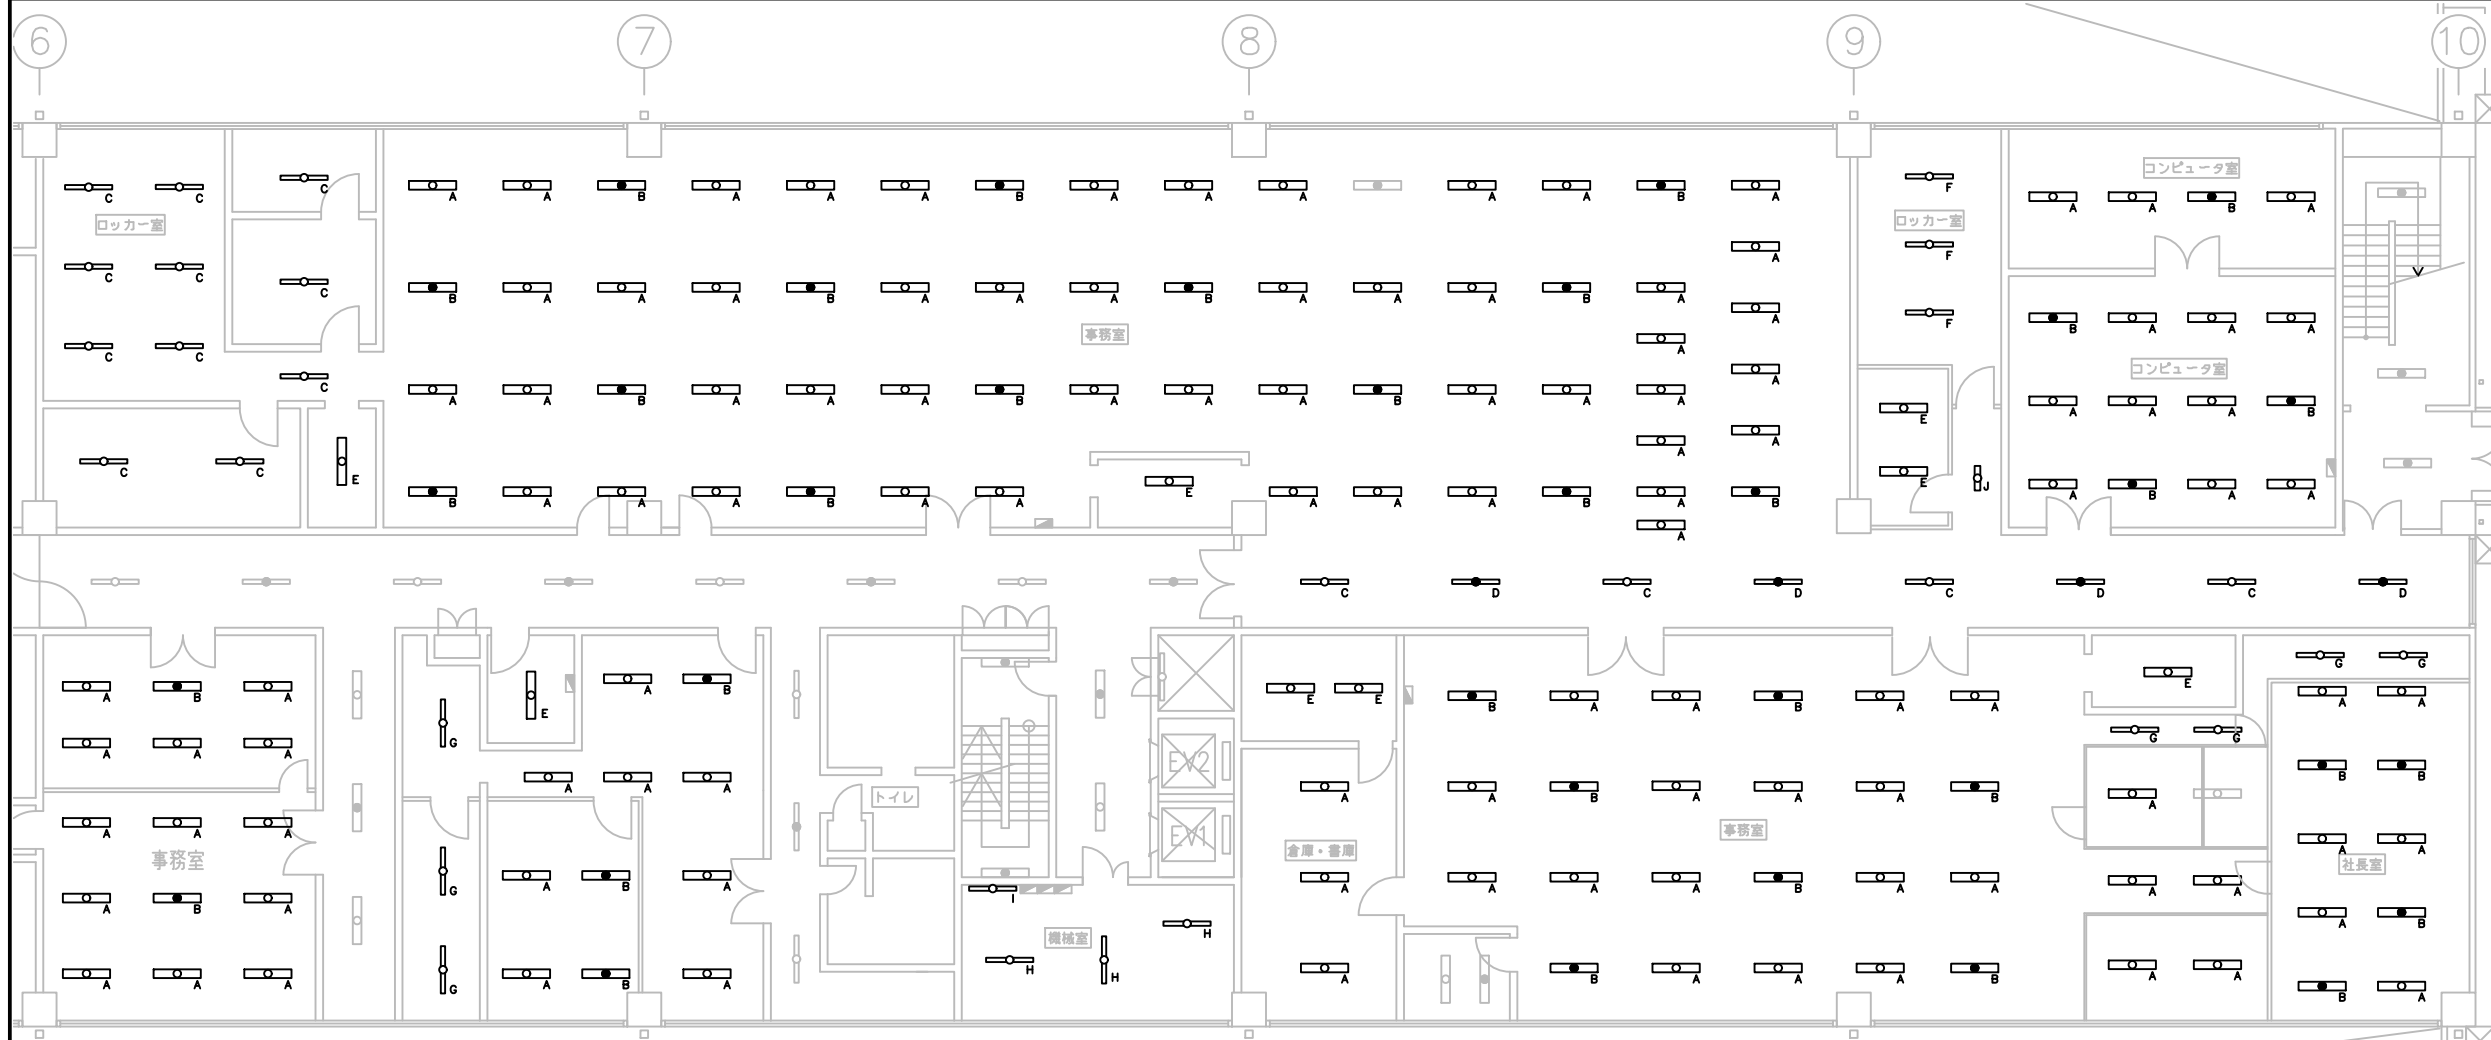 6 7 8 9 10
コンピュータ室
C C C A A B A A A B A A A A A B A F A A B A
ロッカー室 ロッカー室
A F
C C C B A A A B A A A B A A A B A
A F B A A A
事務室
A
C C A コンピュータ室
C A A B A A A B A A A B A A A E A A A B
A A
C C E E E
B A A A B A A A A A B A B J A B A A
A
C D C D C D C D
G G
A B A E A B E E B A A B A A E A A
A A A G G G
A A A A B A A B A A B B B
EV2
トイレ
A A A A
事務室
事務室 A A
EV1
倉庫・書庫 社長室
G A B A A A A A B A A A A
A B A I A B
機械室 H
H H
A A A G A B A A B A A A B A A B A